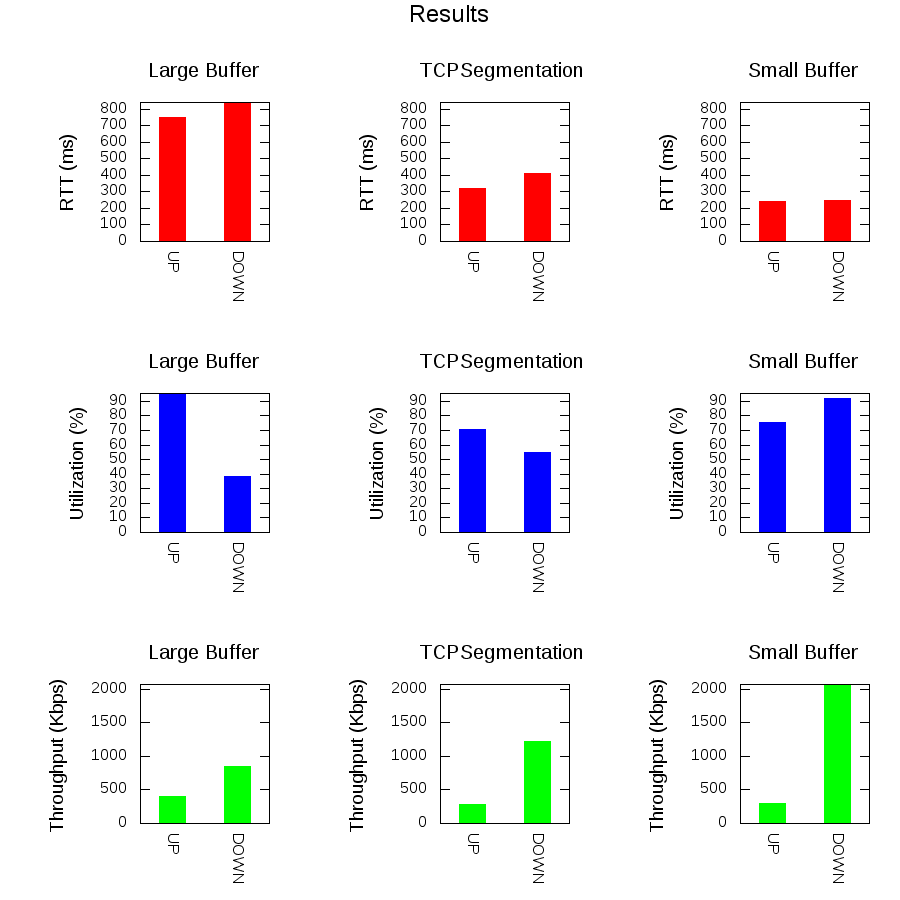 Results
Large Buffer
TCPSegmentation
Small Buffer
RTT (ms)
800
700
600
500
400
300
200
100
0
UP
DOWN
RTT (ms)
800
700
600
500
400
300
200
100
0
UP
DOWN
RTT (ms)
800
700
600
500
400
300
200
100
0
UP
DOWN
Large Buffer
TCPSegmentation
Small Buffer
Utilization (%)
90
80
70
60
50
40
30
20
10
0
UP
DOWN
Utilization (%)
90
80
70
60
50
40
30
20
10
0
UP
DOWN
Utilization (%)
90
80
70
60
50
40
30
20
10
0
UP
DOWN
Large Buffer
TCPSegmentation
Small Buffer
Throughput (Kbps)
2000
1500
1000
500
0
UP
DOWN
Throughput (Kbps)
2000
1500
1000
500
0
UP
DOWN
Throughput (Kbps)
2000
1500
1000
500
0
UP
DOWN